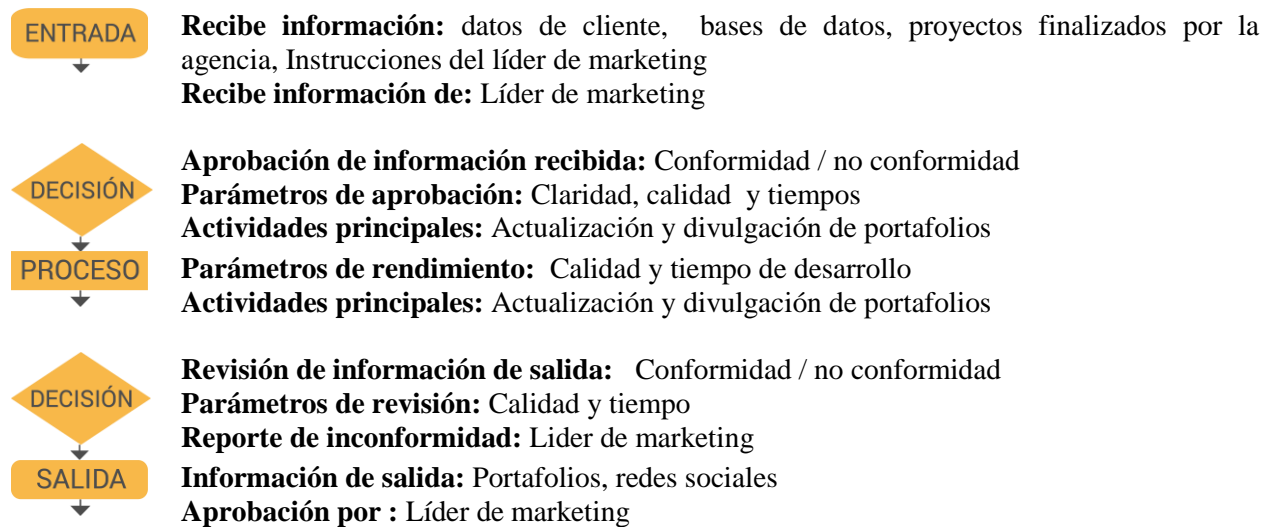 ENTRADA
Recibe información: datos de cliente, bases de datos, proyectos finalizados por la
agencia, Instrucciones del líder de marketing
Recibe información de: Líder de marketing
DECISIÓN
Aprobación de información recibida: Conformidad / no conformidad
Parámetros de aprobación: Claridad, calidad y tiempos
Actividades principales: Actualización y divulgación de portafolios
PROCESO
Parámetros de rendimiento: Calidad y tiempo de desarrollo
Actividades principales: Actualización y divulgación de portafolios
DECISIÓN
Revisión de información de salida: Conformidad / no conformidad
Parámetros de revisión: Calidad y tiempo
Reporte de inconformidad: Lider de marketing
SALIDA
Información de salida: Portafolios, redes sociales
Aprobación por : Líder de marketing